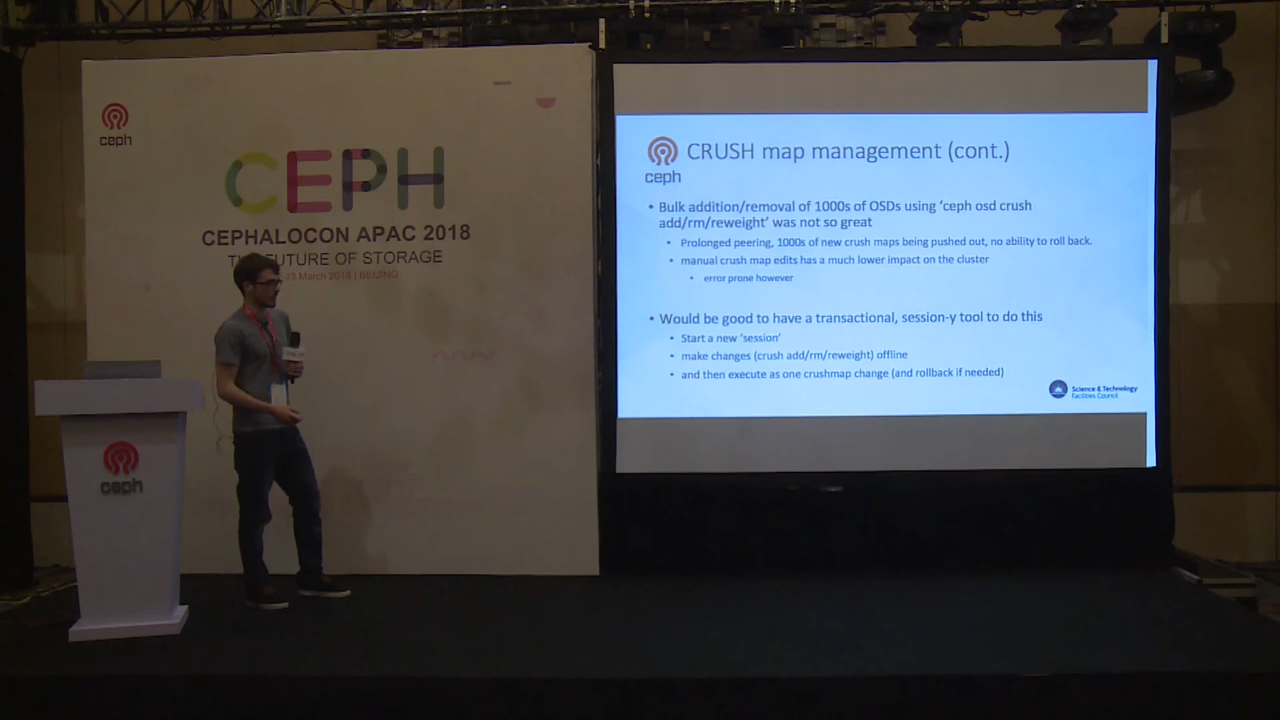 ceph
CEPH
CEPHALOCON APAC 2018
FUTURE OF STORAGE
23 March 2018 | BEIJING
ceph
ceph
CRUSH map management (cont.)
• Bulk addition/removal of 1000s of OSDs using ‘ceph osd crush
add/rm/reweight’ was not so great
• Prolonged peering, 1000s of new crush maps being pushed out, no ability to roll back.
• manual crush map edits has a much lower impact on the cluster
• error prone however
• Would be good to have a transactional, session-y tool to do this
• Start a new ‘session’
• make changes (crush add/rm/reweight) offline
• and then execute as one crushmap change (and rollback if needed)
Science & Technology
Facilities Council